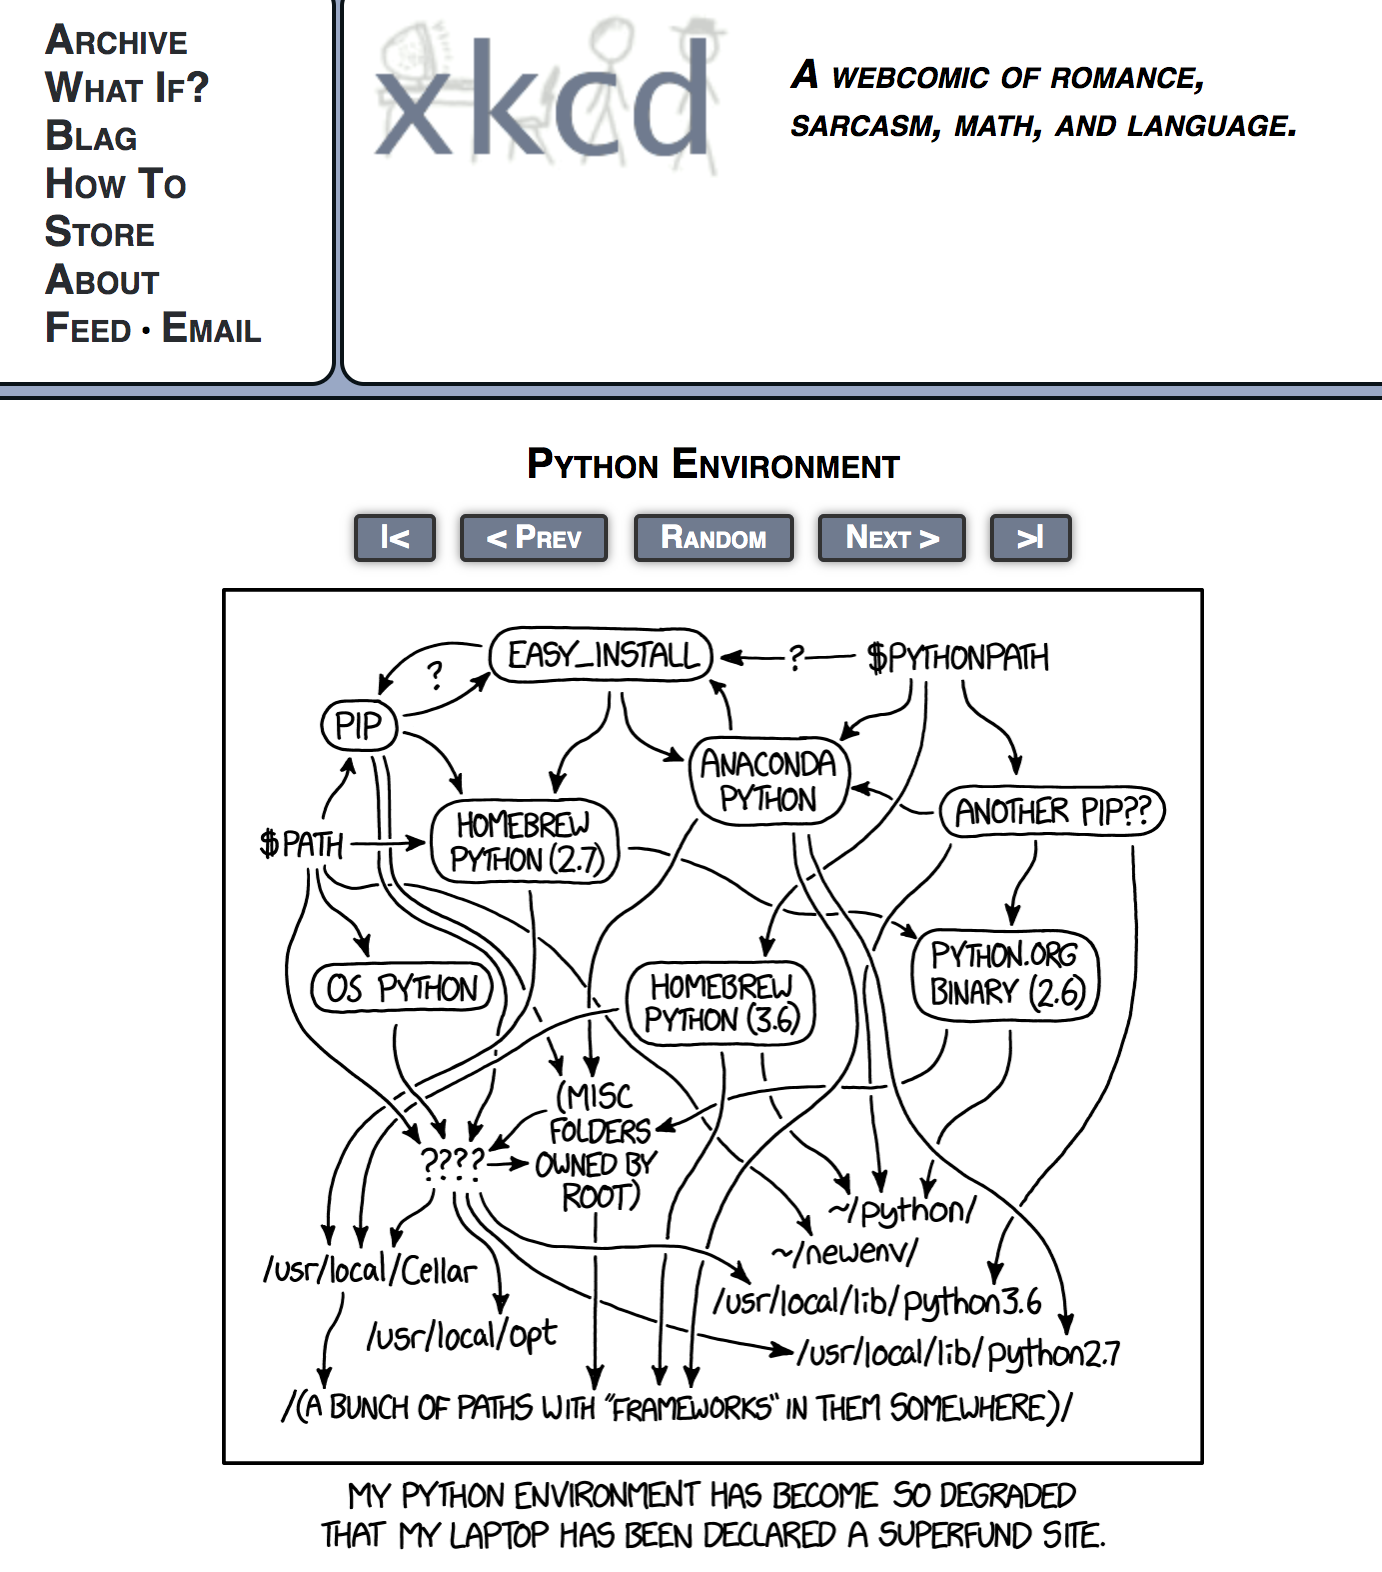 Archive
What If?
Blag
How To
Store
About
Feed • Email
xkcd
A webcomic of romance,
sarcasm, math, and language.
Python Environment
|<
< Prev
Random
Next >
>|
EASY_INSTALL
?
$PYTHONPATH
?
PIP
ANACONDA
PYTHON
ANOTHER PIP??
HOMEBREW
PYTHON (2.7)
$PATH
OS PYTHON
HOMEBREW
PYTHON (3.6)
PYTHON.ORG
BINARY (2.6)
(MISC
FOLDERS
OWNED BY
ROOT)
????
~/python/
~/newenv/
/usr/local/Cellar
/usr/local/lib/python3.6
/usr/local/opt
/usr/local/lib/python2.7
/(A BUNCH OF PATHS WITH "FRAMEWORKS" IN THEM SOMEWHERE)/
MY PYTHON ENVIRONMENT HAS BECOME SO DEGRADED
THAT MY LAPTOP HAS BEEN DECLARED A SUPERFUND SITE.